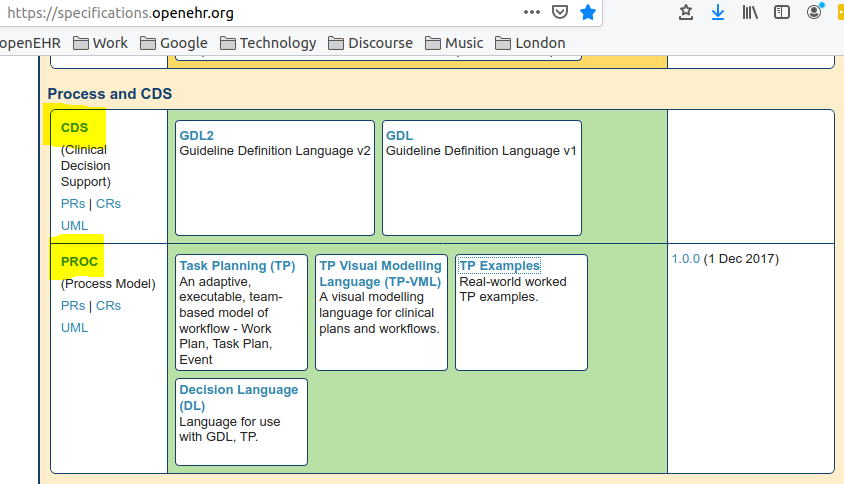 https://specifications.openehr.org
openEHR Work Google Technology Discourse Music London
Process and CDS
CDS
(Clinical
Decision
Support)
PRs | CRs
UML
GDL2
Guideline Definition Language v2
GDL
Guideline Definition Language v1
PROC
(Process Model)
PRs | CRs
UML
Task Planning (TP)
An adaptive,
executable, team-
based model of
workflow - Work
Plan, Task Plan,
Event
TP Visual Modelling
Language (TP-VML)
A visual modelling
language for clinical
plans and workflows.
TP Examples
Real-world worked
TP examples.
Decision Language
(DL)
Language for use
with GDL, TP.
1.0.0 (1 Dec 2017)